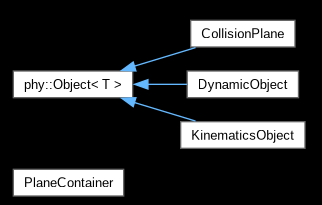 CollisionPlane
phy::Object< T >
DynamicObject
KinematicsObject
PlaneContainer